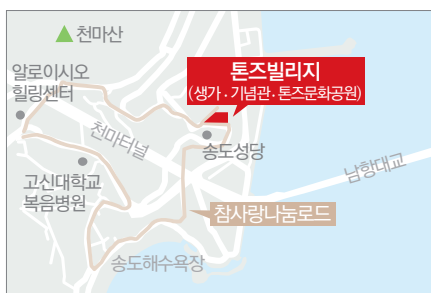 천마산
알로이시오
힐링센터
톤즈빌리지
(생가·기념관·톤즈문화공원)
천마터널
송도성당
고신대학교
복음병원
남항대교
참사랑나눔로드
송도해수욕장